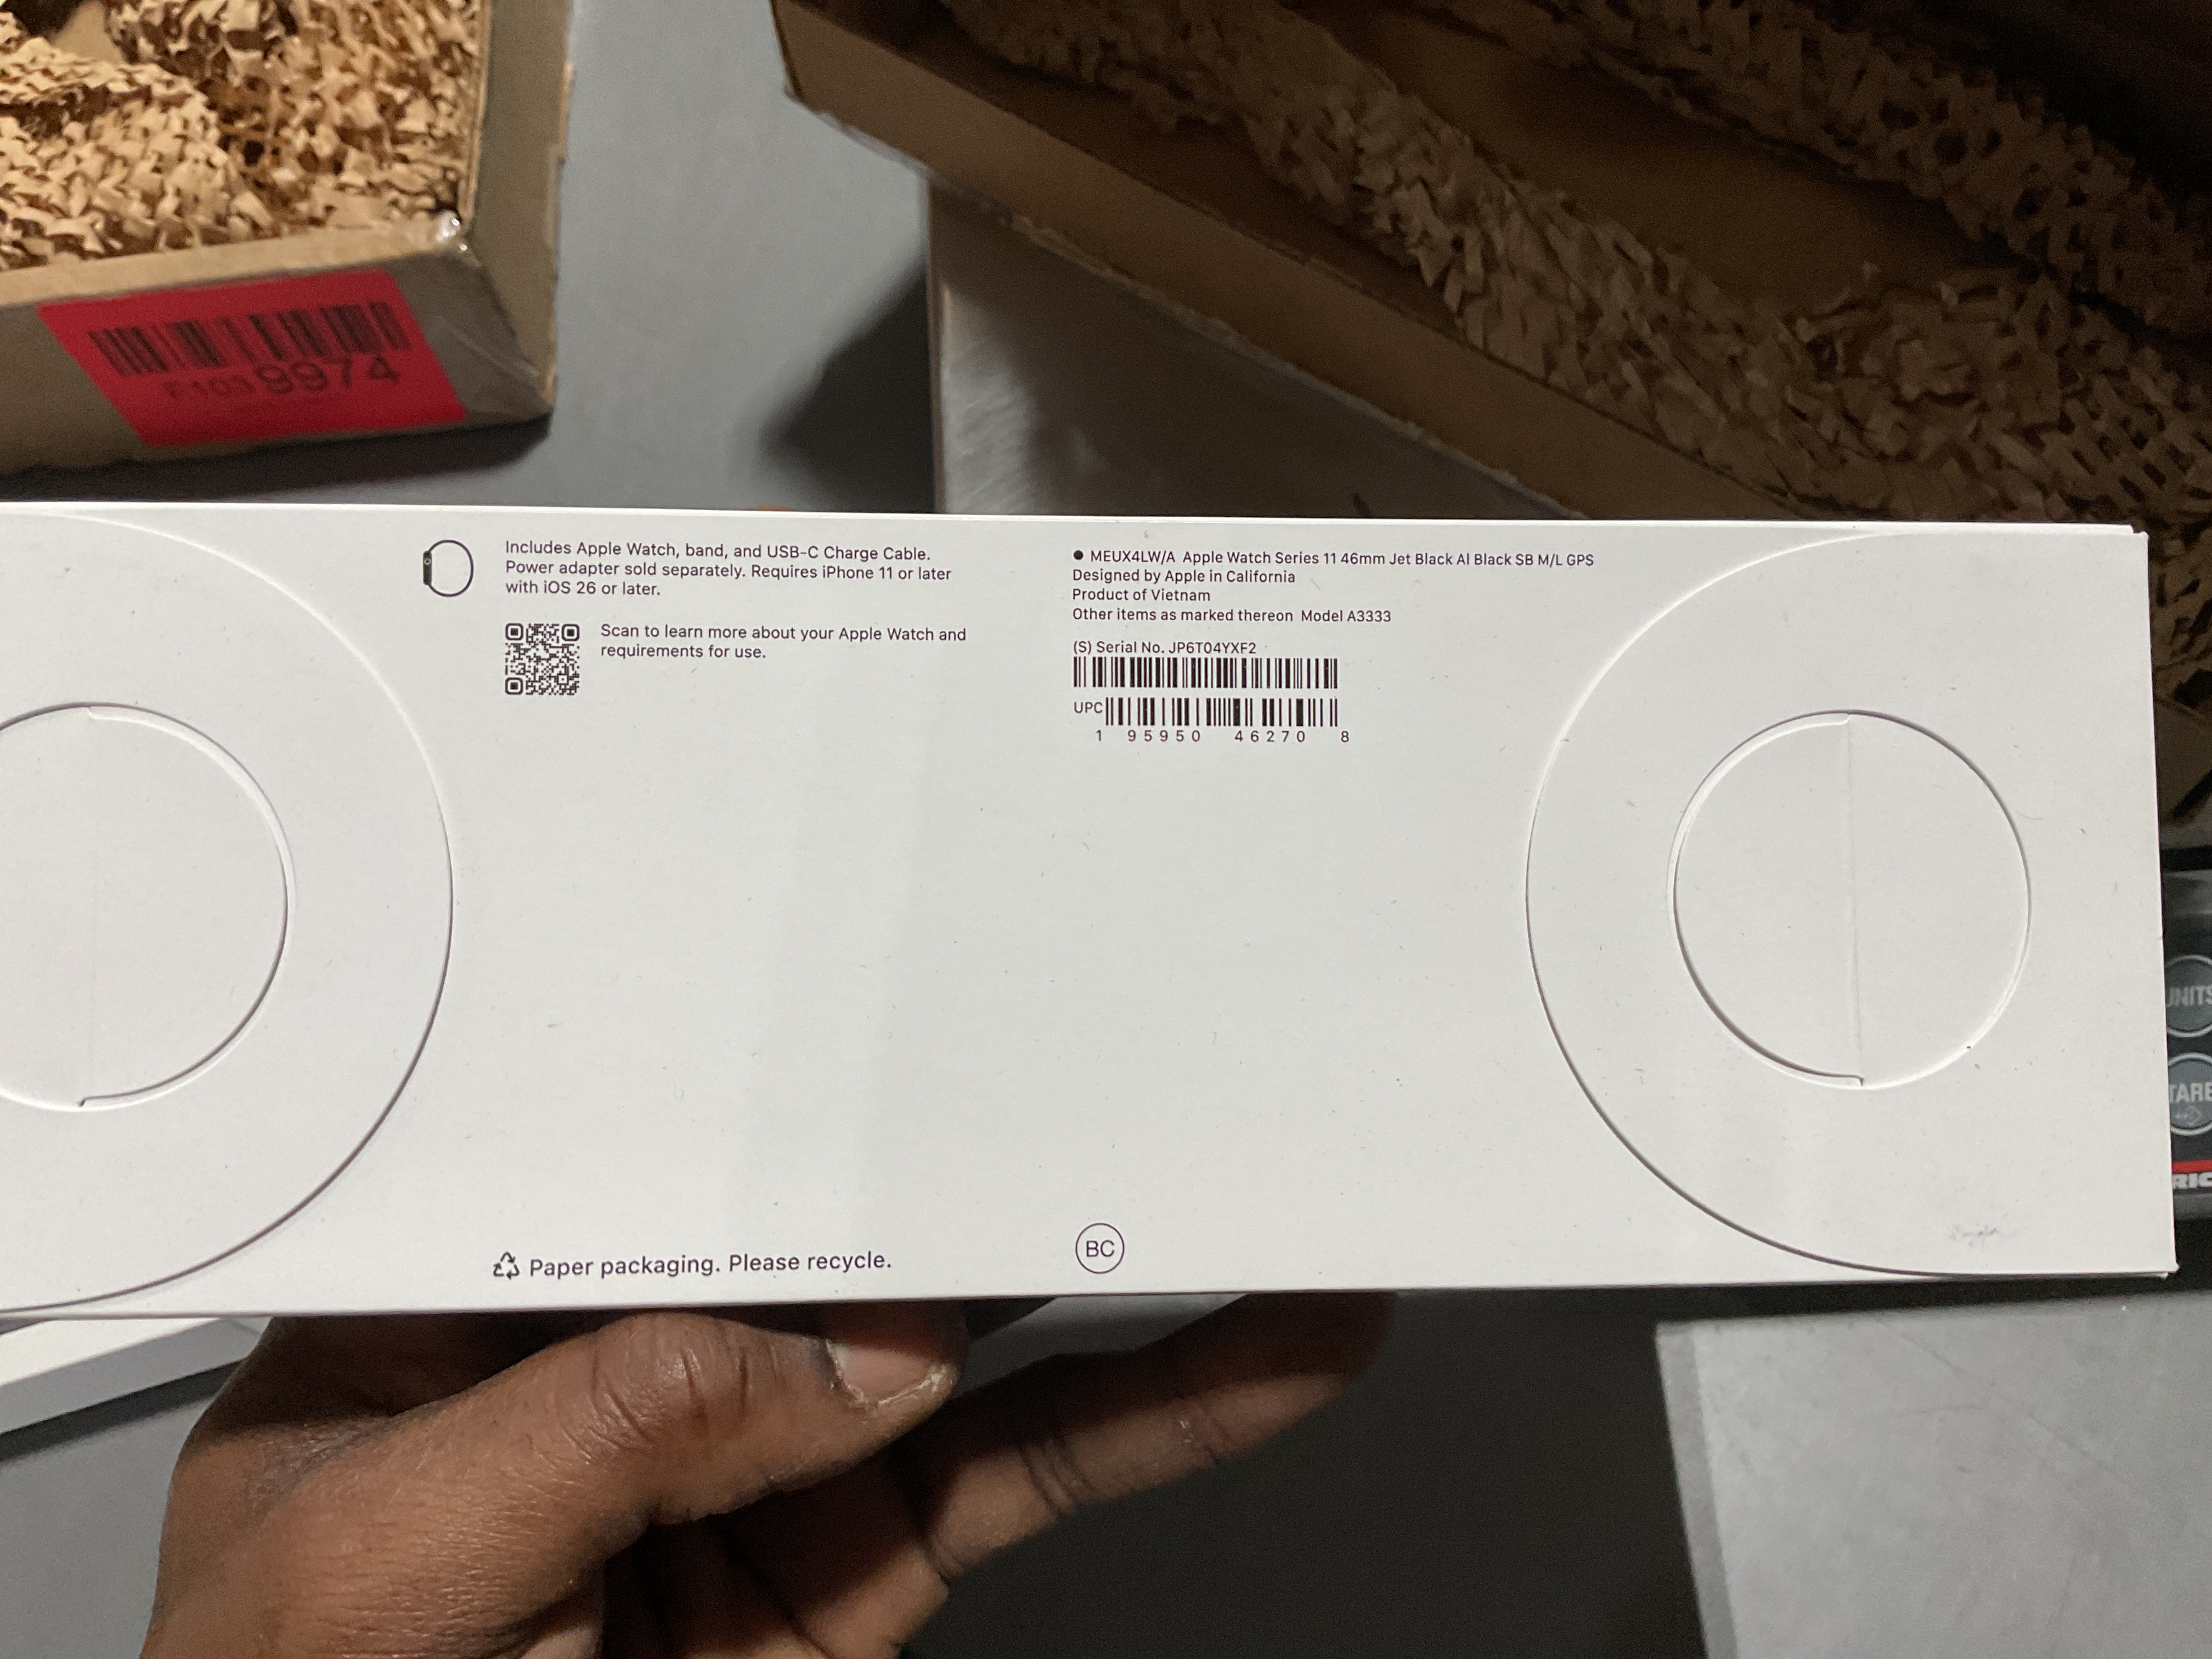 F103 9974
Includes Apple Watch, band, and USB-C Charge Cable.
Power adapter sold separately. Requires iPhone 11 or later
with iOS 26 or later.
Scan to learn more about your Apple Watch and
requirements for use.
MEUX4LW/A Apple Watch Series 11 46mm Jet Black Al Black SB M/L GPS
Designed by Apple in California
Product of Vietnam
Other items as marked thereon Model A3333
(S) Serial No. JP6T04YXF2
UPC
1 95950 46270 8
Paper packaging. Please recycle.
BC
UNITS
TARE